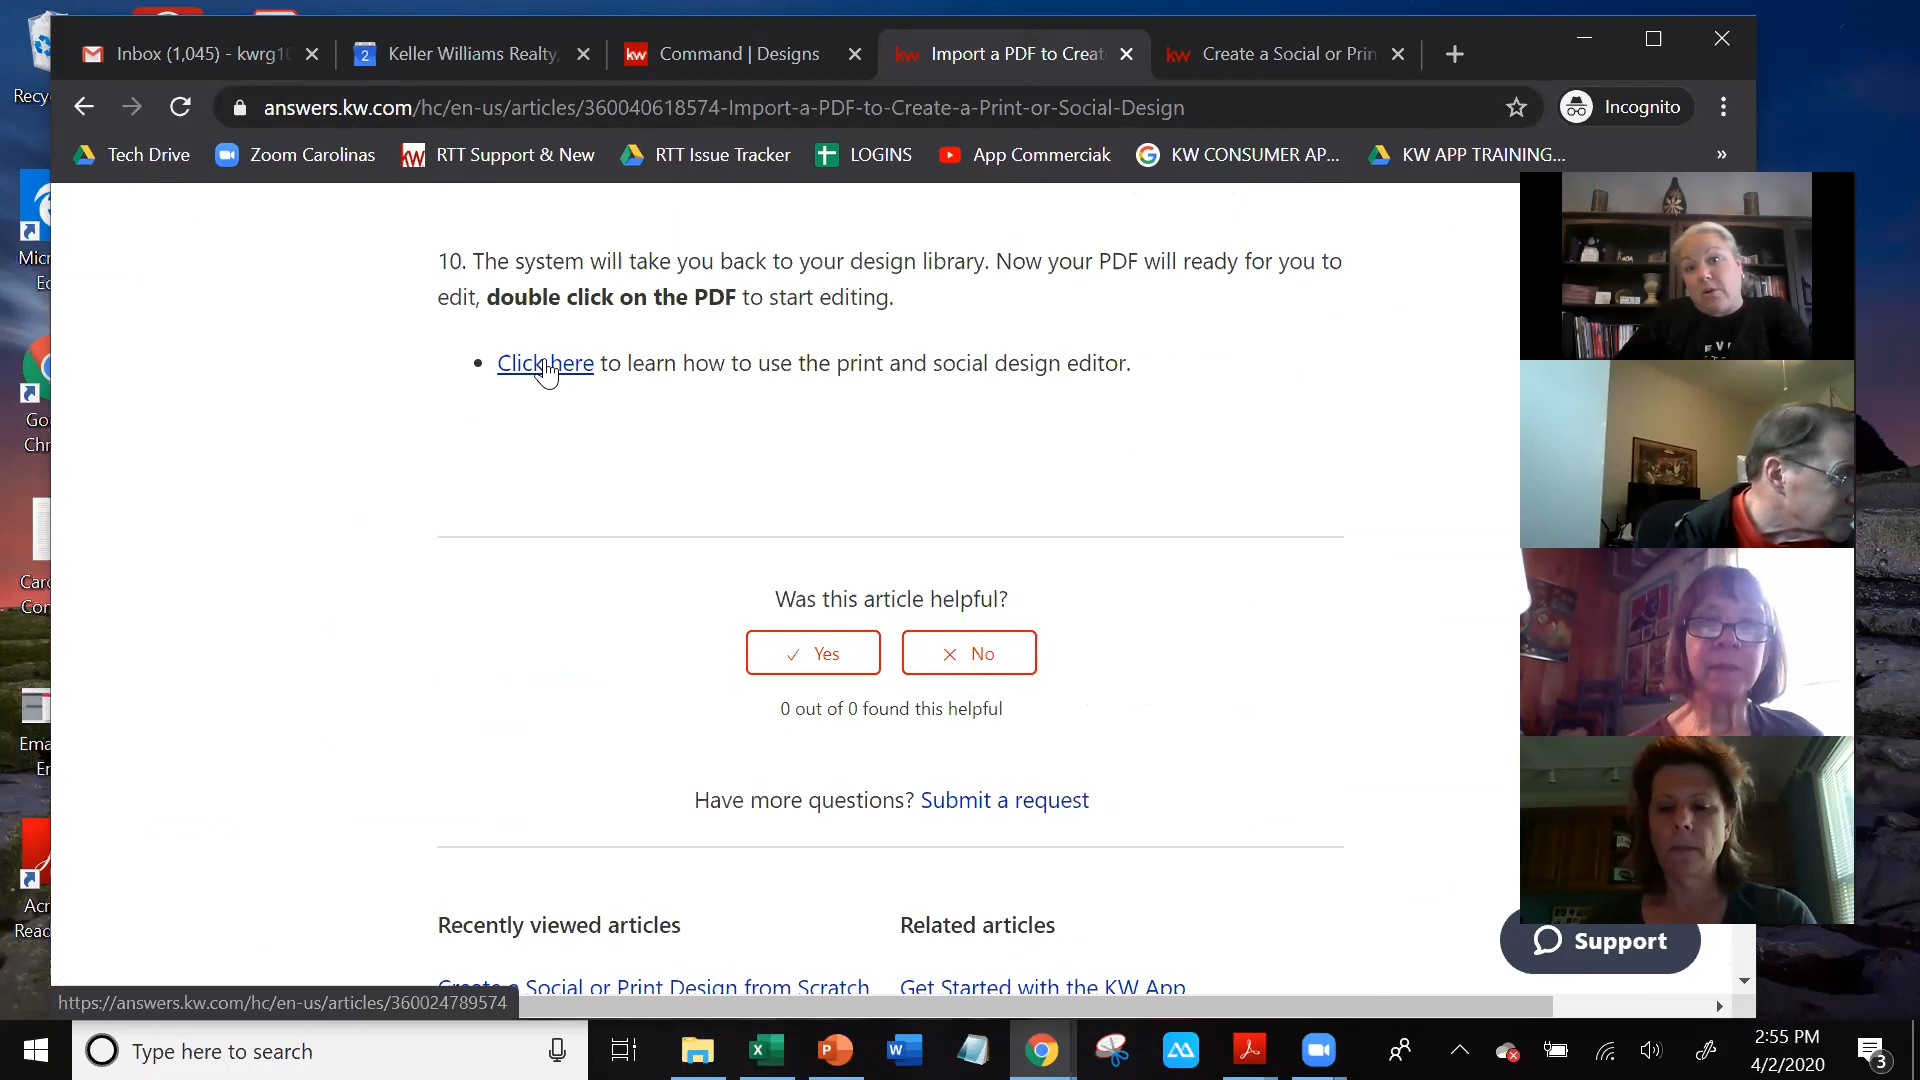 Inbox (1,045) - kwrg1
2
Keller Williams Realty,
kw
Command | Designs
kw
Import a PDF to Creat
kw
Create a Social or Prin
answers.kw.com/hc/en-us/articles/360040618574-Import-a-PDF-to-Create-a-Print-or-Social-Design
Incognito
Tech Drive
Zoom Carolinas
kw
RTT Support & New
RTT Issue Tracker
LOGINS
App Commerciak
KW CONSUMER AP...
KW APP TRAINING...
»
10. The system will take you back to your design library. Now your PDF will ready for you to
edit, double click on the PDF to start editing.
• Click here to learn how to use the print and social design editor.
Was this article helpful?
Yes
No
0 out of 0 found this helpful
Have more questions? Submit a request
Recently viewed articles
Related articles
Create a Social or Print Design from Scratch
Get Started with the KW App
Support
https://answers.kw.com/hc/en-us/articles/360024789574
Type here to search
2:55 PM
4/2/2020
3